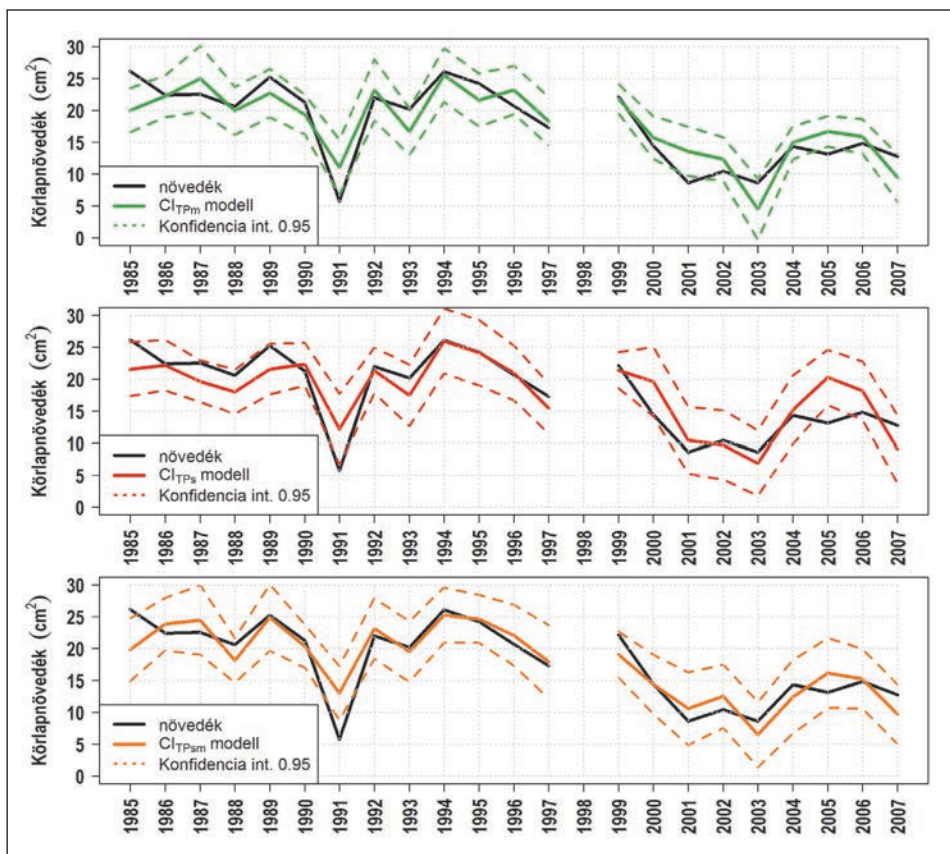 Körlapnövedék (cm²)
30
25
20
15
10
5
0
növedék
CI_TPm modell
Konfidencia int. 0.95
1985 1986 1987 1988 1989 1990 1991 1992 1993 1994 1995 1996 1997 1998 1999 2000 2001 2002 2003 2004 2005 2006 2007
Körlapnövedék (cm²)
30
25
20
15
10
5
0
növedék
CI_TPs modell
Konfidencia int. 0.95
1985 1986 1987 1988 1989 1990 1991 1992 1993 1994 1995 1996 1997 1998 1999 2000 2001 2002 2003 2004 2005 2006 2007
Körlapnövedék (cm²)
30
25
20
15
10
5
0
növedék
CI_TPsm modell
Konfidencia int. 0.95
1985 1986 1987 1988 1989 1990 1991 1992 1993 1994 1995 1996 1997 1998 1999 2000 2001 2002 2003 2004 2005 2006 2007